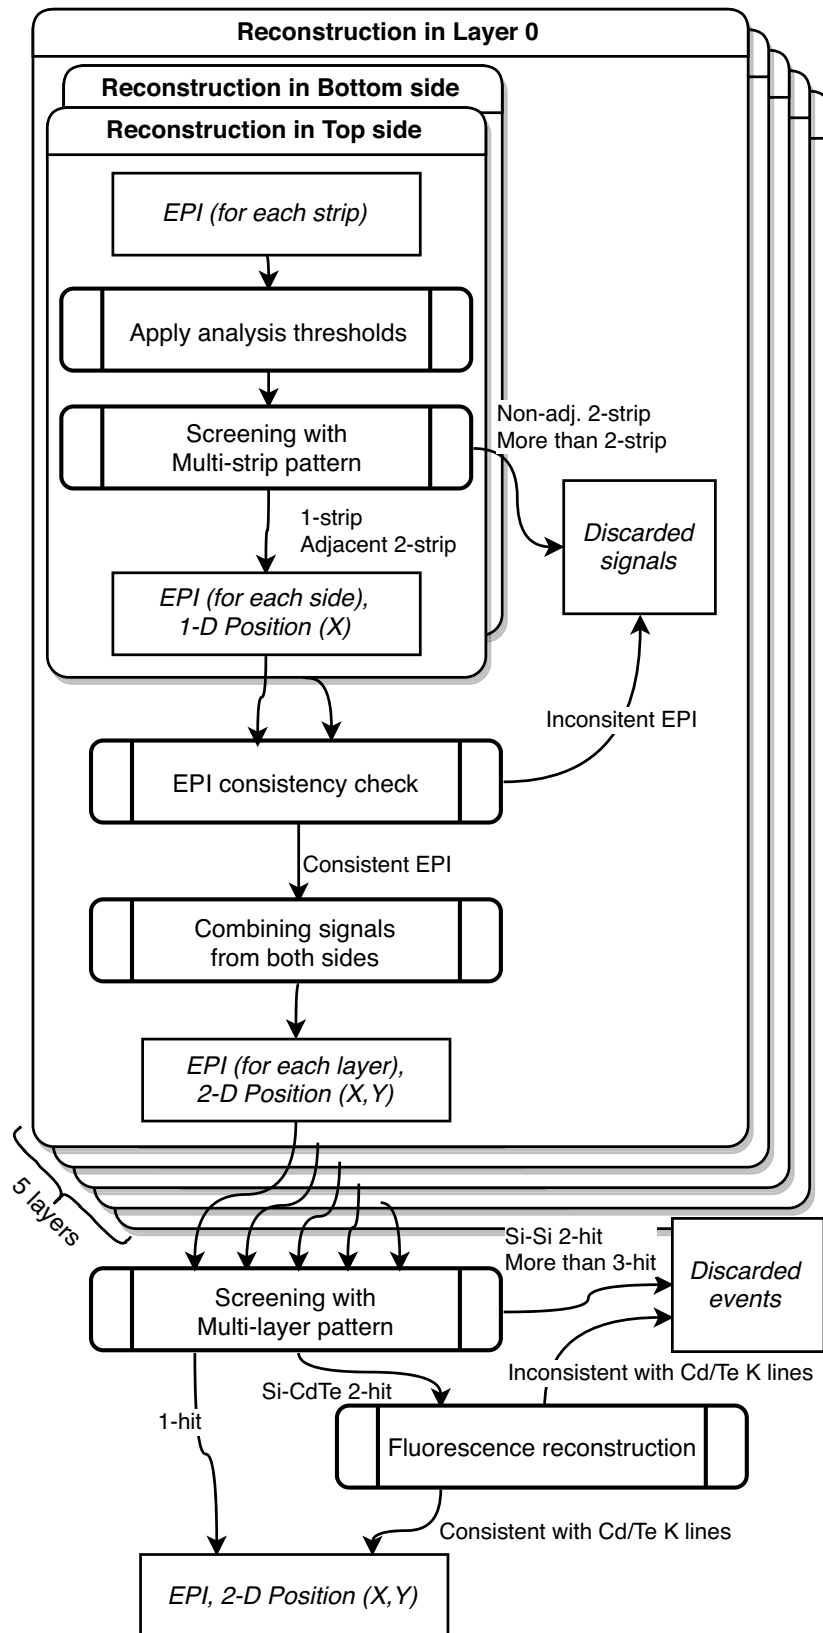 Reconstruction in Layer 0
Reconstruction in Bottom side
Reconstruction in Top side
EPI (for each strip)
Apply analysis thresholds
Screening with
Multi-strip pattern
Non-adj. 2-strip
More than 2-strip
1-strip
Adjacent 2-strip
Discarded
signals
EPI (for each side),
1-D Position (X)
Inconsitent EPI
EPI consistency check
Consistent EPI
Combining signals
from both sides
EPI (for each layer),
2-D Position (X,Y)
5 layers
Si-Si 2-hit
More than 3-hit
Discarded
events
Screening with
Multi-layer pattern
Inconsistent with Cd/Te K lines
Si-CdTe 2-hit
1-hit
Fluorescence reconstruction
Consistent with Cd/Te K lines
EPI, 2-D Position (X,Y)